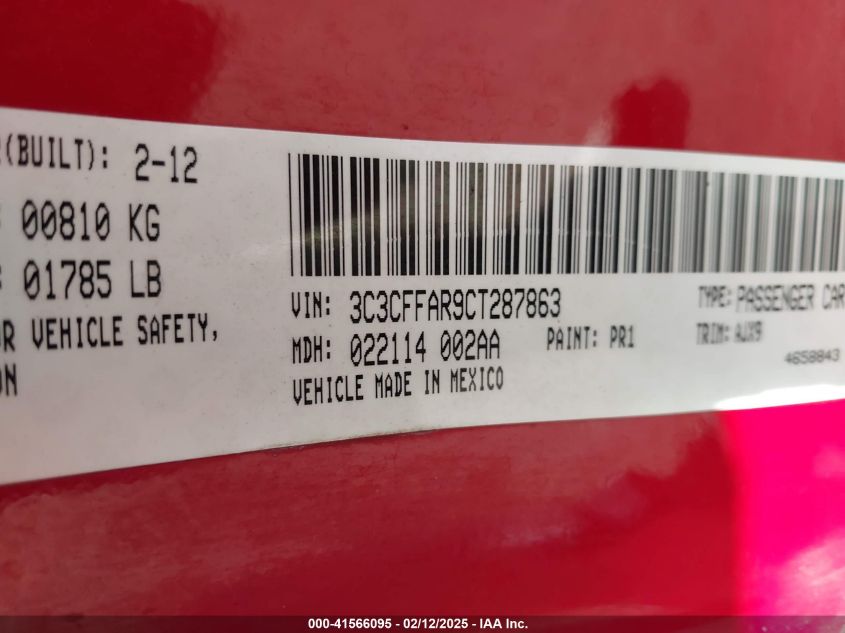 (BUILT): 2-12
00810 KG
01785 LB
R VEHICLE SAFETY,
ON
VIN: 3C3CFFAR9CT287863
TYPE: PASSENGER CAR
MDH: 022114 002AA
PAINT: PR1
TRIM: AJX9
VEHICLE MADE IN MEXICO
4658843
000-41566095 - 02/12/2025 - IAA Inc.